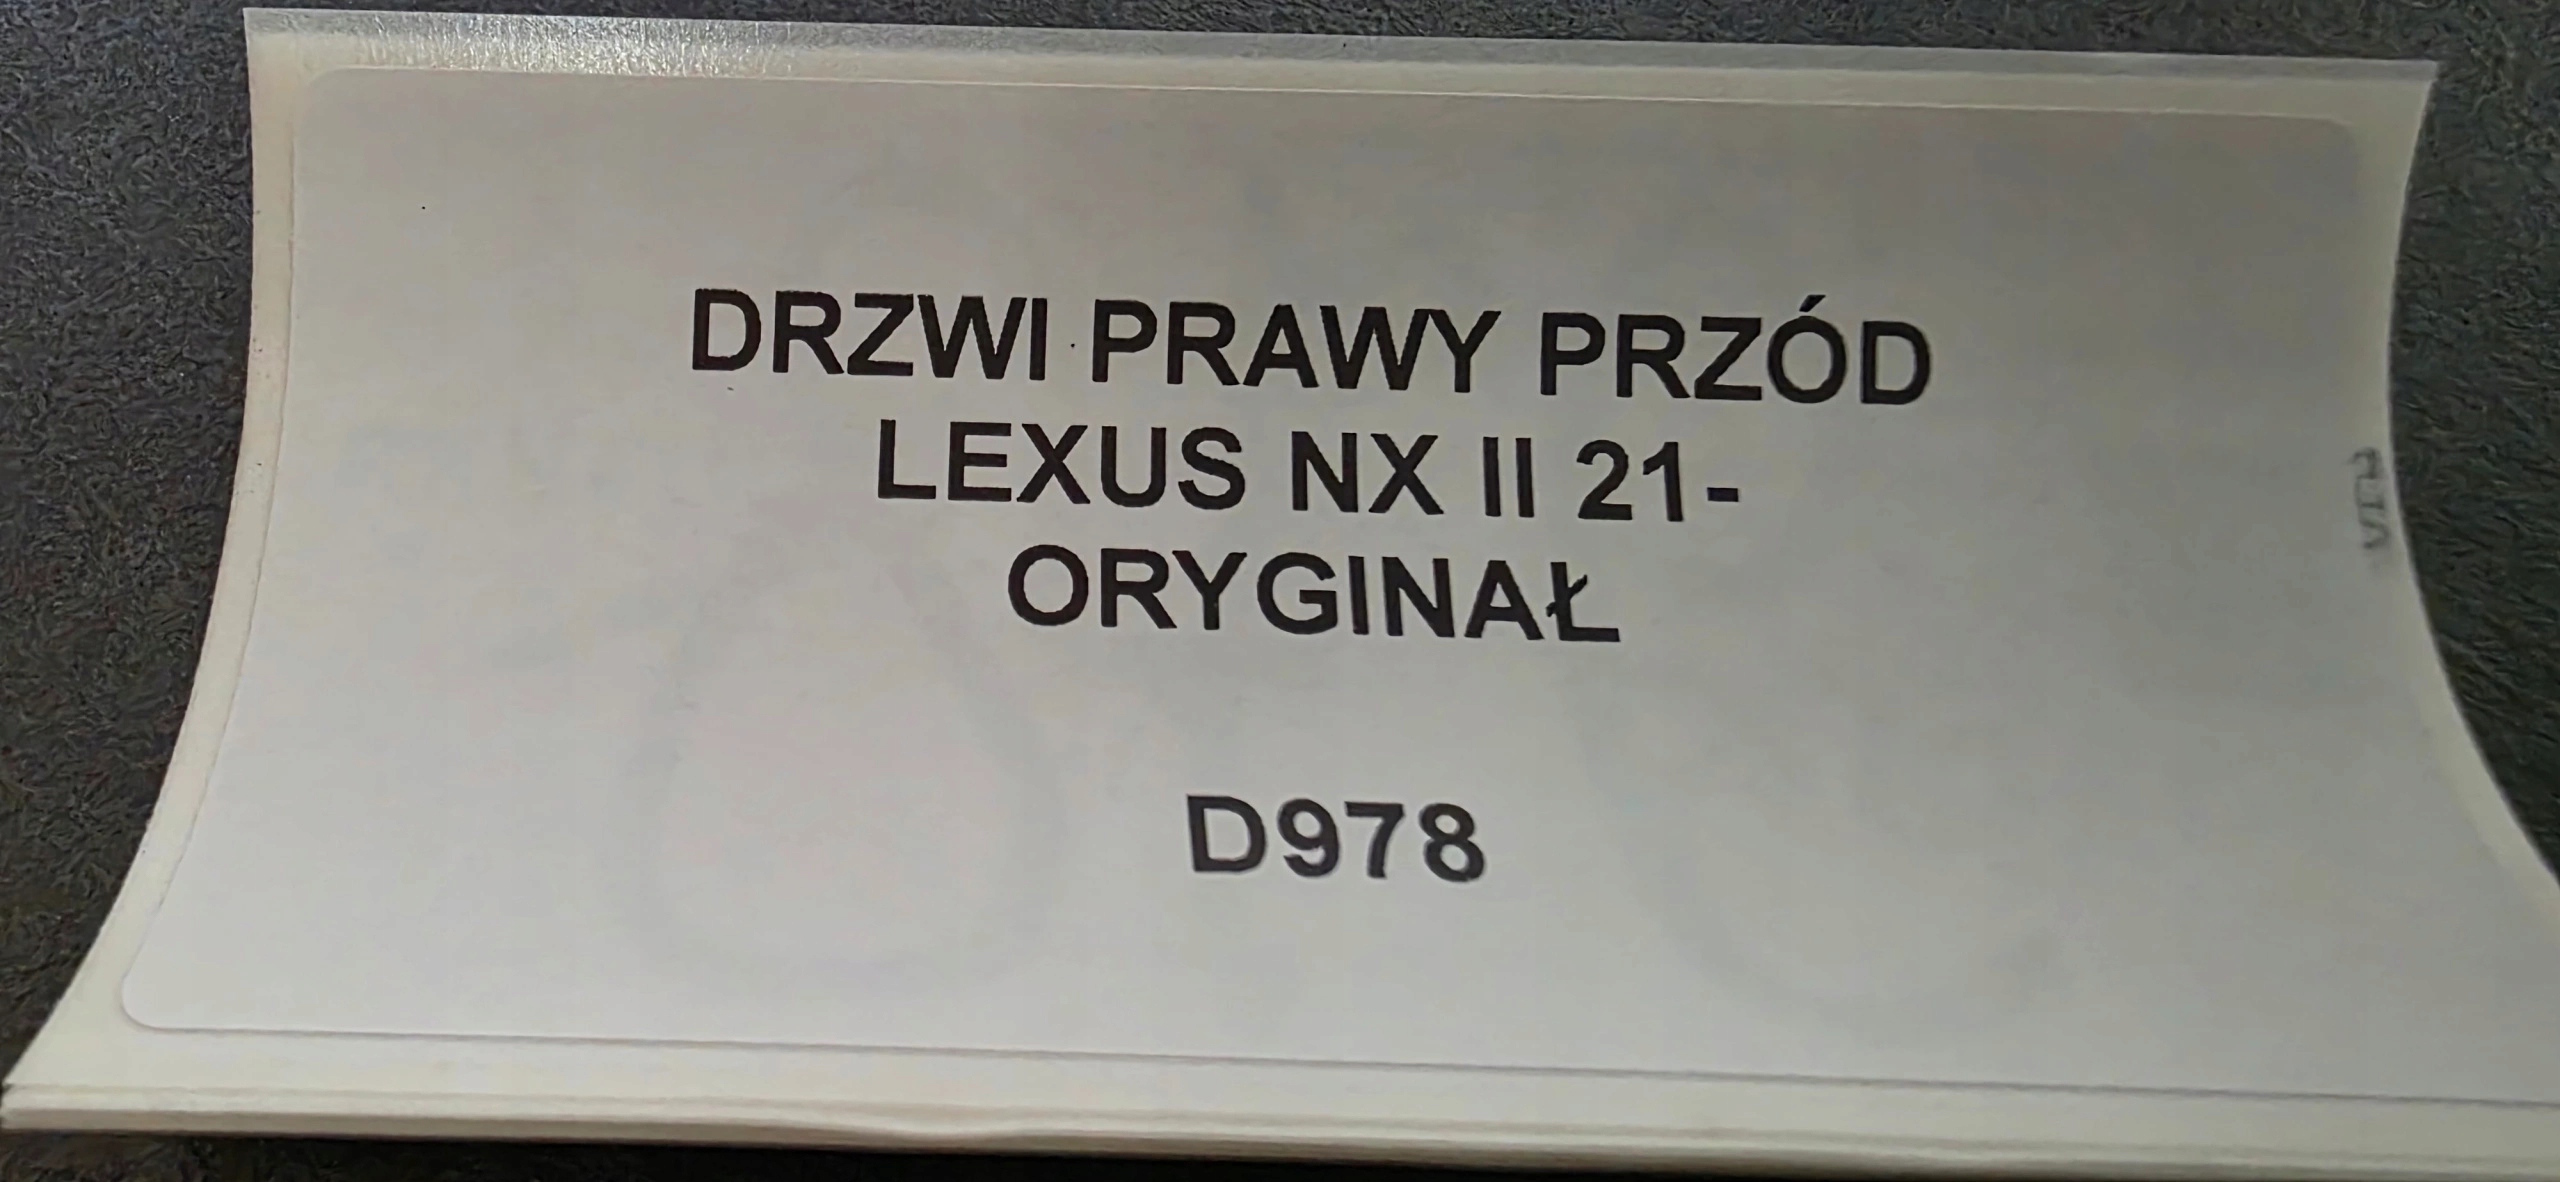 DRZWI PRAWY PRZÓD
LEXUS NX II 21-
ORYGINAŁ
D978